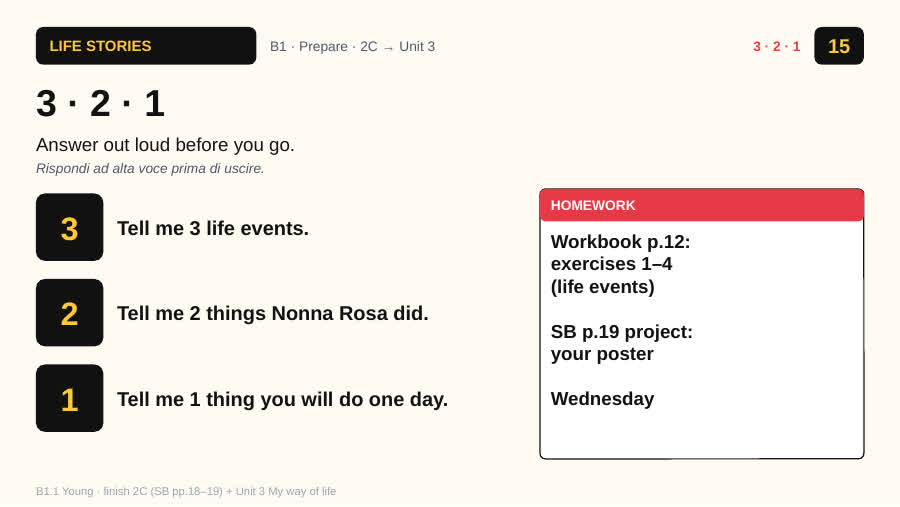 LIFE STORIES
B1 · Prepare · 2C → Unit 3
3 · 2 · 1
15
3 · 2 · 1
Answer out loud before you go.
Rispondi ad alta voce prima di uscire.
3
Tell me 3 life events.
2
Tell me 2 things Nonna Rosa did.
1
Tell me 1 thing you will do one day.
HOMEWORK
Workbook p.12:
exercises 1–4
(life events)
SB p.19 project:
your poster
Wednesday
B1.1 Young · finish 2C (SB pp.18–19) + Unit 3 My way of life